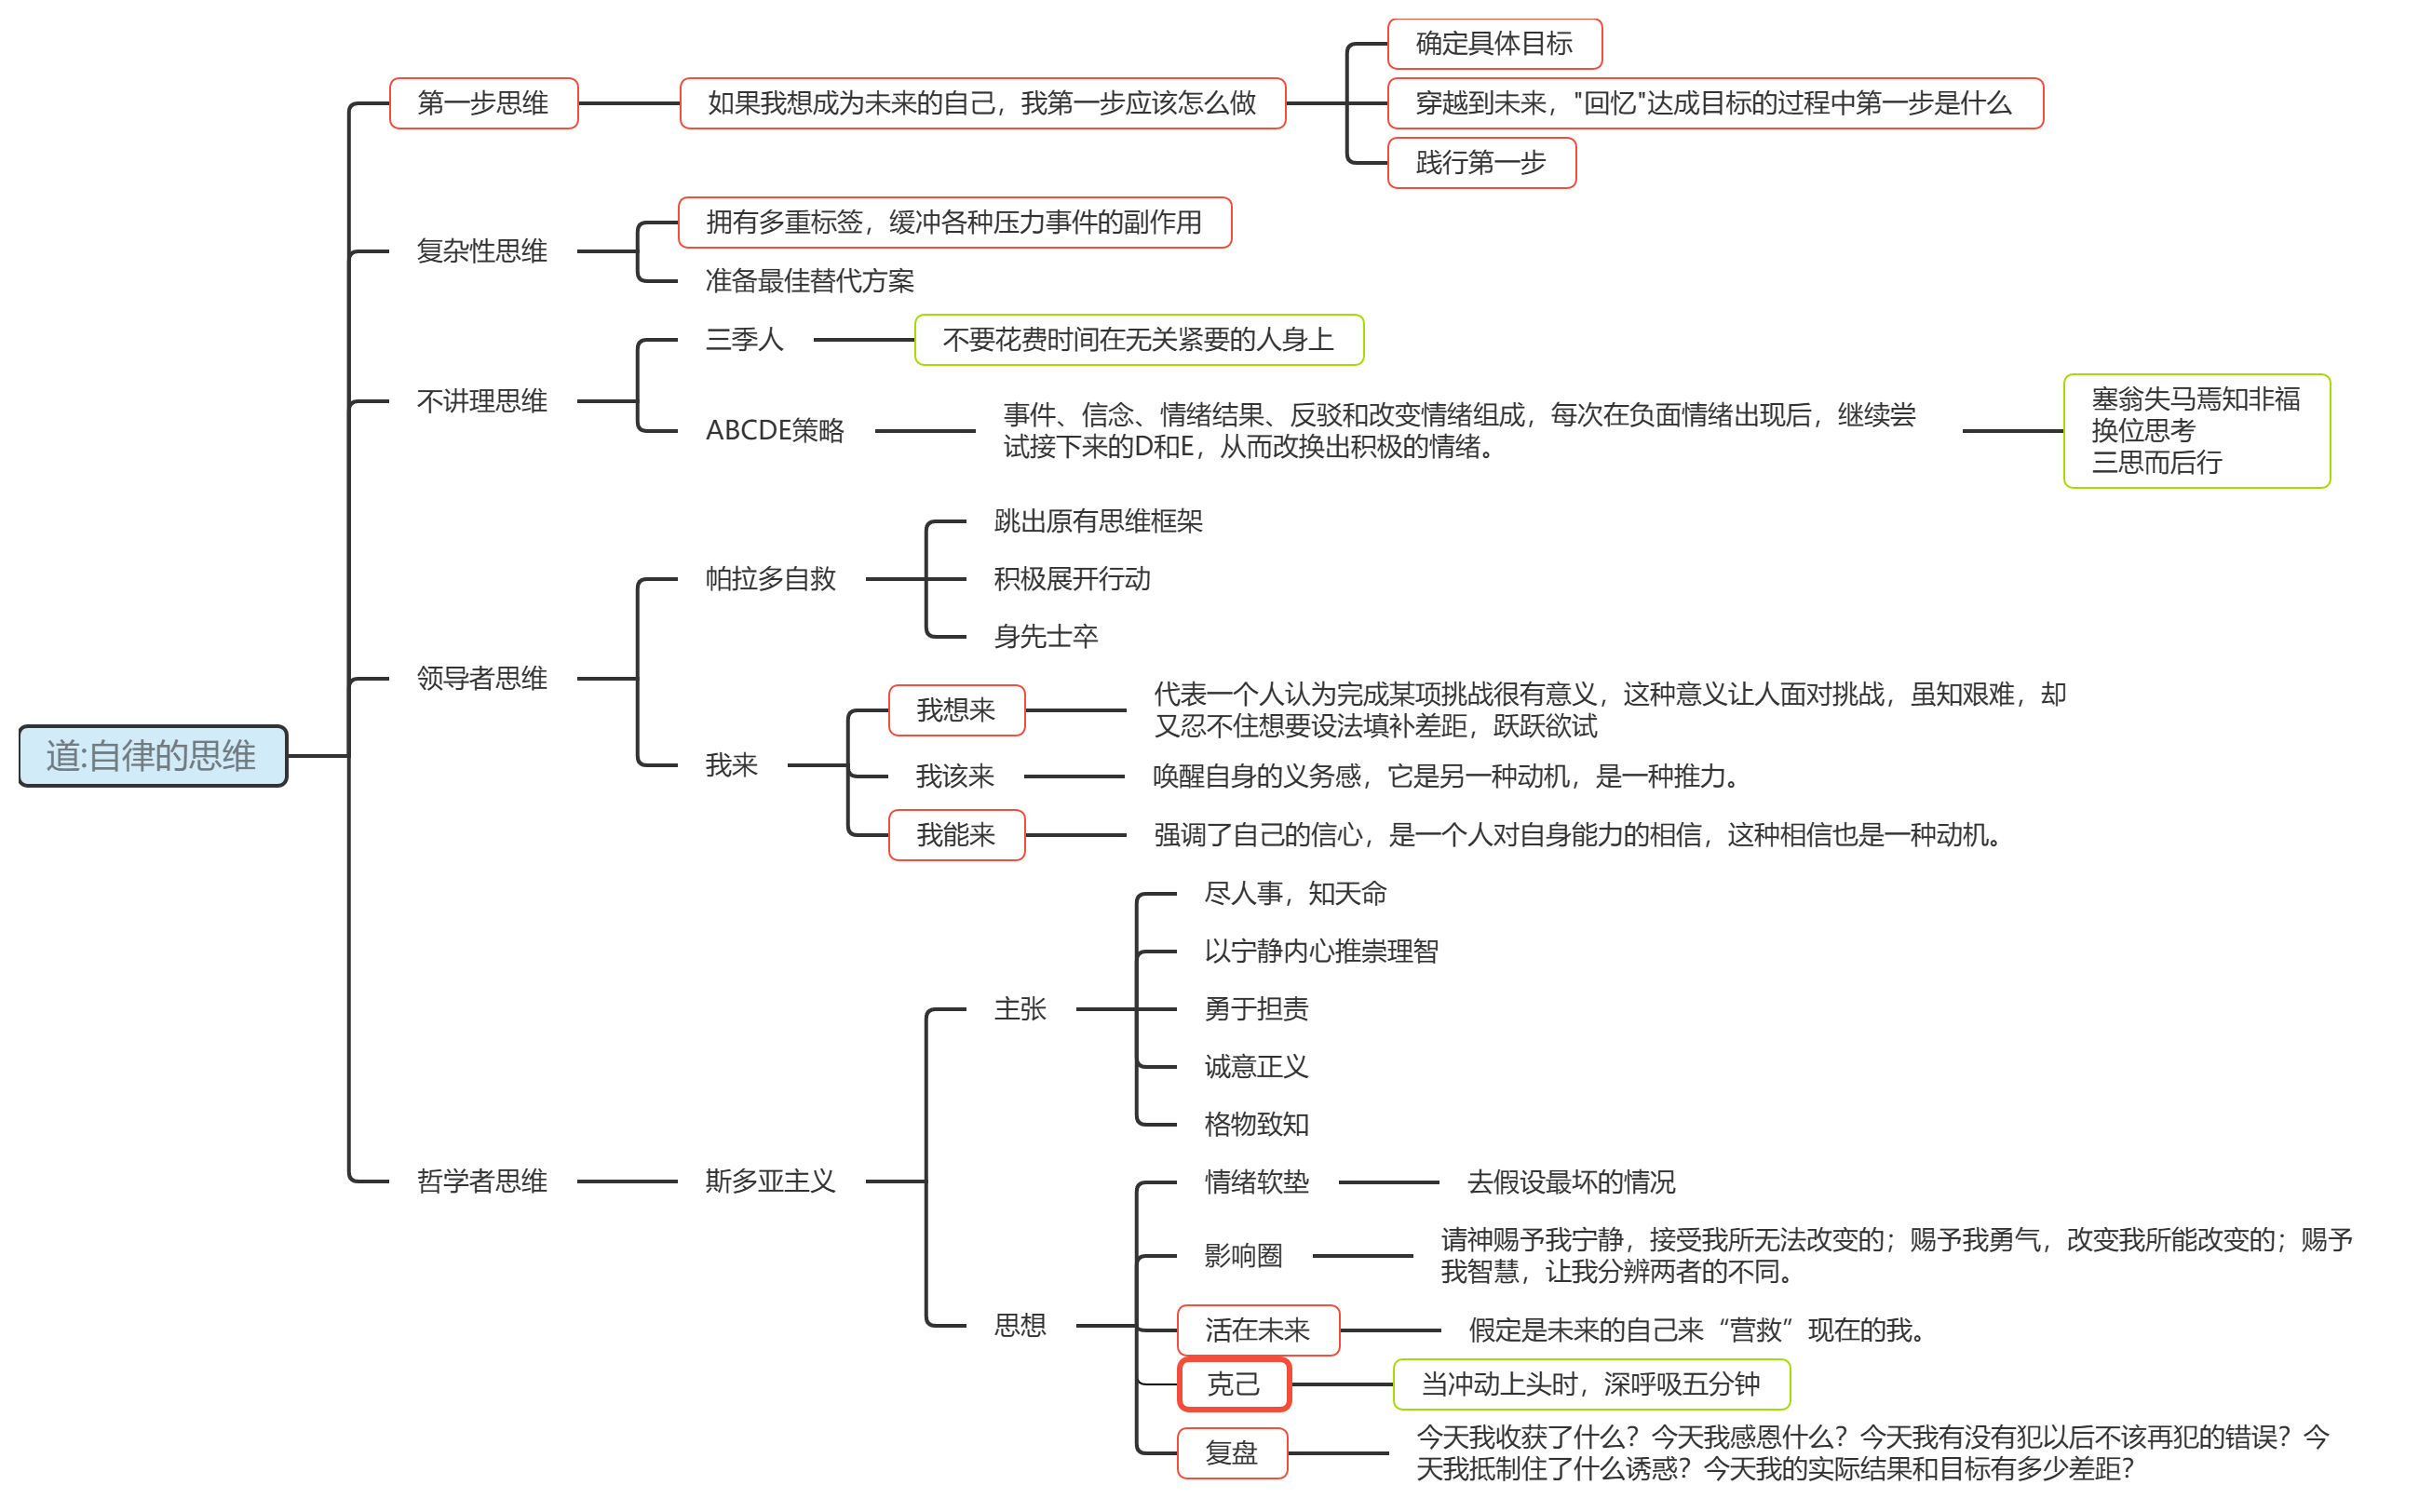 确定具体目标
第一步思维
如果我想成为未来的自己，我第一步应该怎么做
穿越到未来，"回忆"达成目标的过程中第一步是什么
践行第一步
拥有多重标签，缓冲各种压力事件的副作用
复杂性思维
准备最佳替代方案
三季人
不要花费时间在无关紧要的人身上
不讲理思维
ABCDE策略
事件、信念、情绪结果、反驳和改变情绪组成，每次在负面情绪出现后，继续尝
试接下来的D和E，从而改换出积极的情绪。
塞翁失马焉知非福
换位思考
三思而后行
跳出原有思维框架
帕拉多自救
积极展开行动
身先士卒
领导者思维
我想来
代表一个人认为完成某项挑战很有意义，这种意义让人面对挑战，虽知艰难，却
又忍不住想要设法填补差距，跃跃欲试
我来
我该来
唤醒自身的义务感，它是另一种动机，是一种推力。
我能来
强调了自己的信心，是一个人对自身能力的相信，这种相信也是一种动机。
道:自律的思维
尽人事，知天命
以宁静内心推崇理智
主张
勇于担责
诚意正义
格物致知
哲学者思维
斯多亚主义
情绪软垫
去假设最坏的情况
影响圈
请神赐予我宁静，接受我所无法改变的；赐予我勇气，改变我所能改变的；赐予
我智慧，让我分辨两者的不同。
思想
活在未来
假定是未来的自己来“营救”现在的我。
克己
当冲动上头时，深呼吸五分钟
复盘
今天我收获了什么？今天我感恩什么？今天我有没有犯以后不该再犯的错误？今
天我抵制住了什么诱惑？今天我的实际结果和目标有多少差距？